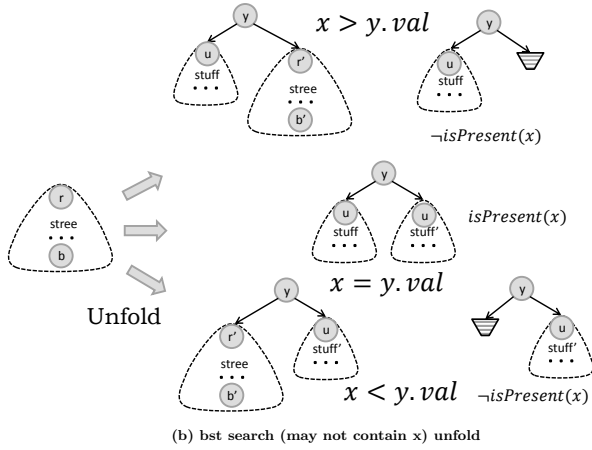 y
x > y.val
y
u
stuff
• • •
r'
stree
• • •
b'
u
stuff
• • •
¬isPresent(x)
r
stree
• • •
b
Unfold
y
u
stuff
• • •
u
stuff'
• • •
isPresent(x)
x = y.val
y
r'
stree
• • •
b'
u
stuff'
• • •
x < y.val
y
u
stuff'
• • •
¬isPresent(x)
(b) bst search (may not contain x) unfold